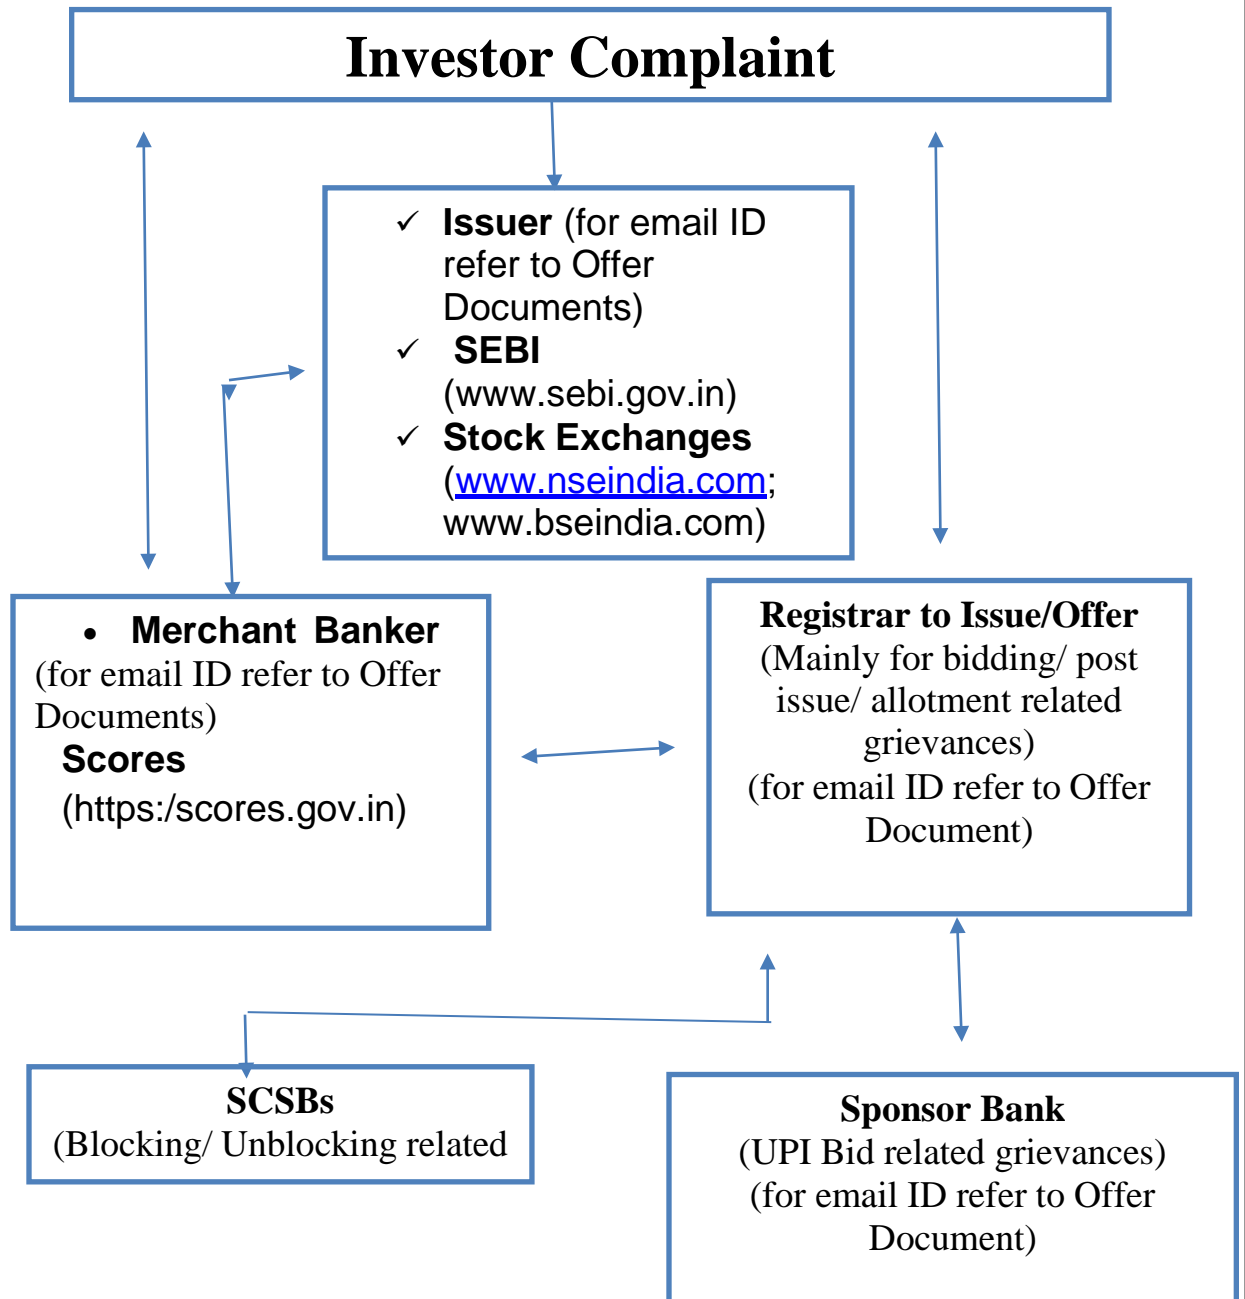 Investor Complaint
✓ Issuer (for email ID
refer to Offer
Documents)
✓ SEBI
(www.sebi.gov.in)
✓ Stock Exchanges
(www.nseindia.com;
www.bseindia.com)
• Merchant Banker
(for email ID refer to Offer
Documents)
Scores
(https:/scores.gov.in)
Registrar to Issue/Offer
(Mainly for bidding/ post
issue/ allotment related
grievances)
(for email ID refer to Offer
Document)
SCSBs
(Blocking/ Unblocking related
Sponsor Bank
(UPI Bid related grievances)
(for email ID refer to Offer
Document)